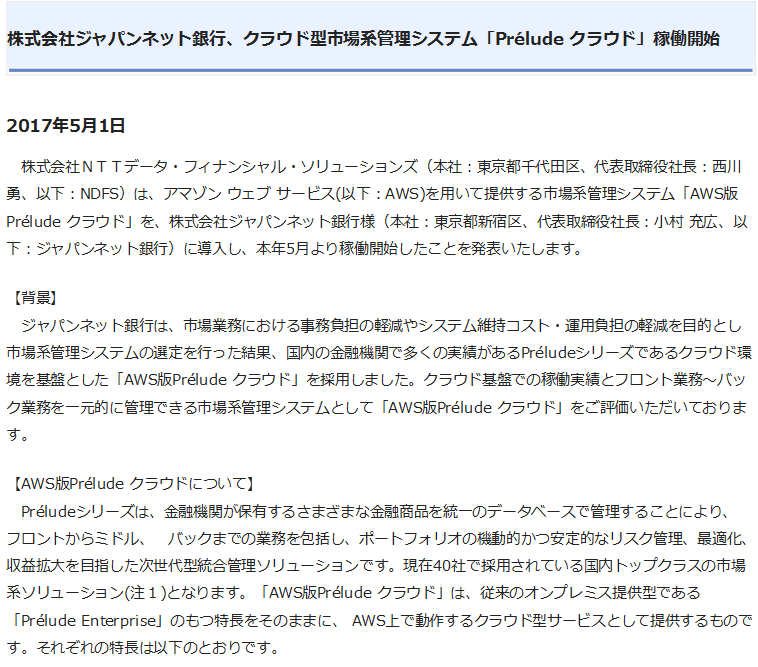 株式会社ジャパンネット銀行、クラウド型市場系管理システム「Prélude クラウド」稼働開始
2017年5月1日
　株式会社ＮＴＴデータ・フィナンシャル・ソリューションズ（本社：東京都千代田区、代表取締役社長：西川
勇、以下：NDFS）は、アマゾン ウェブ サービス(以下：AWS)を用いて提供する市場系管理システム「AWS版
Prélude クラウド」を、株式会社ジャパンネット銀行様（本社：東京都新宿区、代表取締役社長：小村 充広、以
下：ジャパンネット銀行）に導入し、本年5月より稼働開始したことを発表いたします。
【背景】
　ジャパンネット銀行は、市場業務における事務負担の軽減やシステム維持コスト・運用負担の軽減を目的とし
市場系管理システムの選定を行った結果、国内の金融機関で多くの実績があるPréludeシリーズであるクラウド環
境を基盤とした「AWS版Prélude クラウド」を採用しました。クラウド基盤での稼働実績とフロント業務～バッ
ク業務を一元的に管理できる市場系管理システムとして「AWS版Prélude クラウド」をご評価いただいておりま
す。
【AWS版Prélude クラウドについて】
　Préludeシリーズは、金融機関が保有するさまざまな金融商品を統一のデータベースで管理することにより、
フロントからミドル、　バックまでの業務を包括し、ポートフォリオの機動的かつ安定的なリスク管理、最適化、
収益拡大を目指した次世代型統合管理ソリューションです。現在40社で採用されている国内トップクラスの市場
系ソリューション(注１)となります。「AWS版Prélude クラウド」は、従来のオンプレミス提供型である
「Prélude Enterprise」のもつ特長をそのままに、 AWS上で動作するクラウド型サービスとして提供するもので
す。それぞれの特長は以下のとおりです。